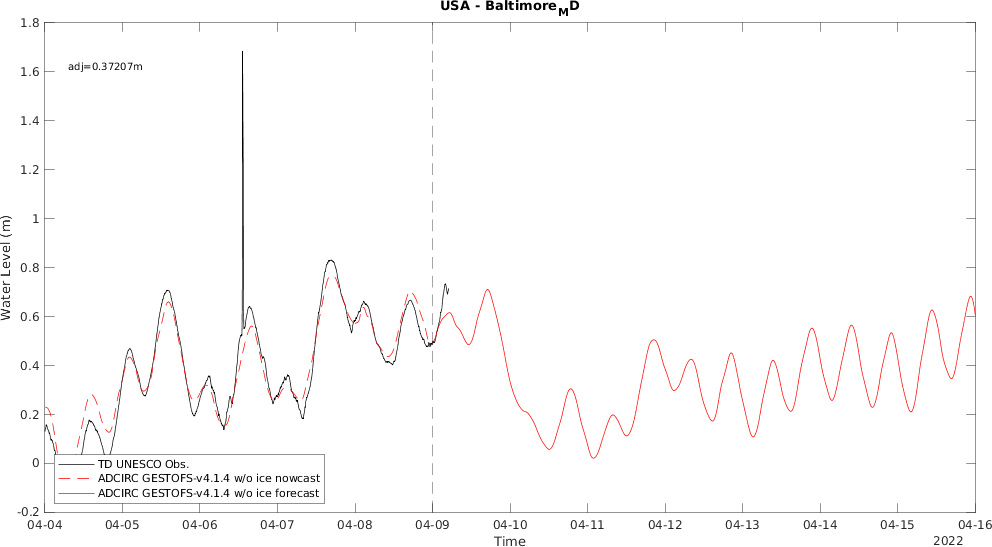 USA - Baltimore_MD
adj=0.37207m
Water Level (m)
1.8
1.6
1.4
1.2
1
0.8
0.6
0.4
0.2
0
-0.2
TD UNESCO Obs.
ADCIRC GESTOFS-v4.1.4 w/o ice nowcast
ADCIRC GESTOFS-v4.1.4 w/o ice forecast
04-04 04-05 04-06 04-07 04-08 04-09 04-10 04-11 04-12 04-13 04-14 04-15 04-16
Time
2022